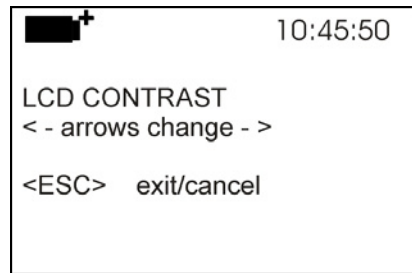 10:45:50
LCD CONTRAST
< - arrows change - >
<ESC> exit/cancel